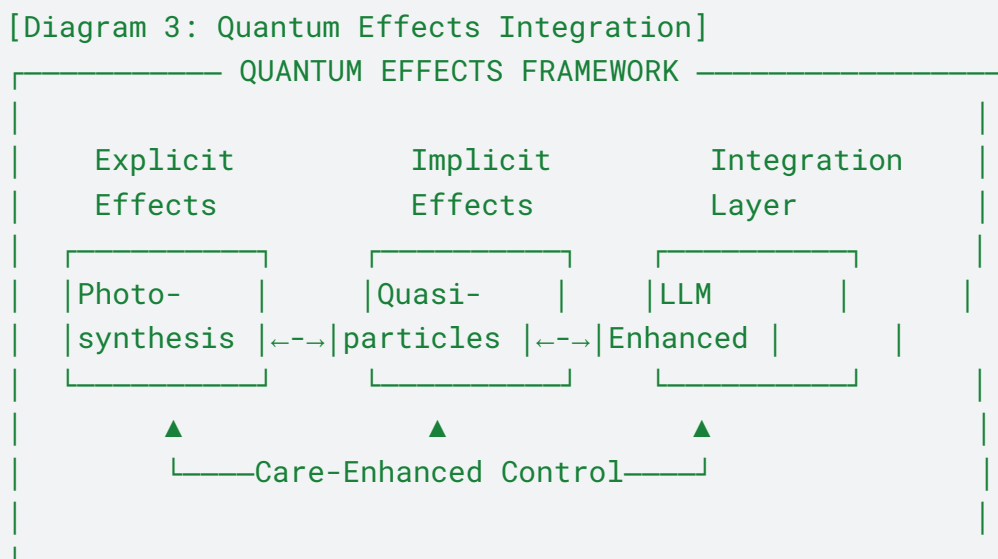 [Diagram 3: Quantum Effects Integration]
QUANTUM EFFECTS FRAMEWORK
Explicit Implicit Integration
Effects Effects Layer
Photo- Quasi- LLM
synthesis particles Enhanced
Care-Enhanced Control